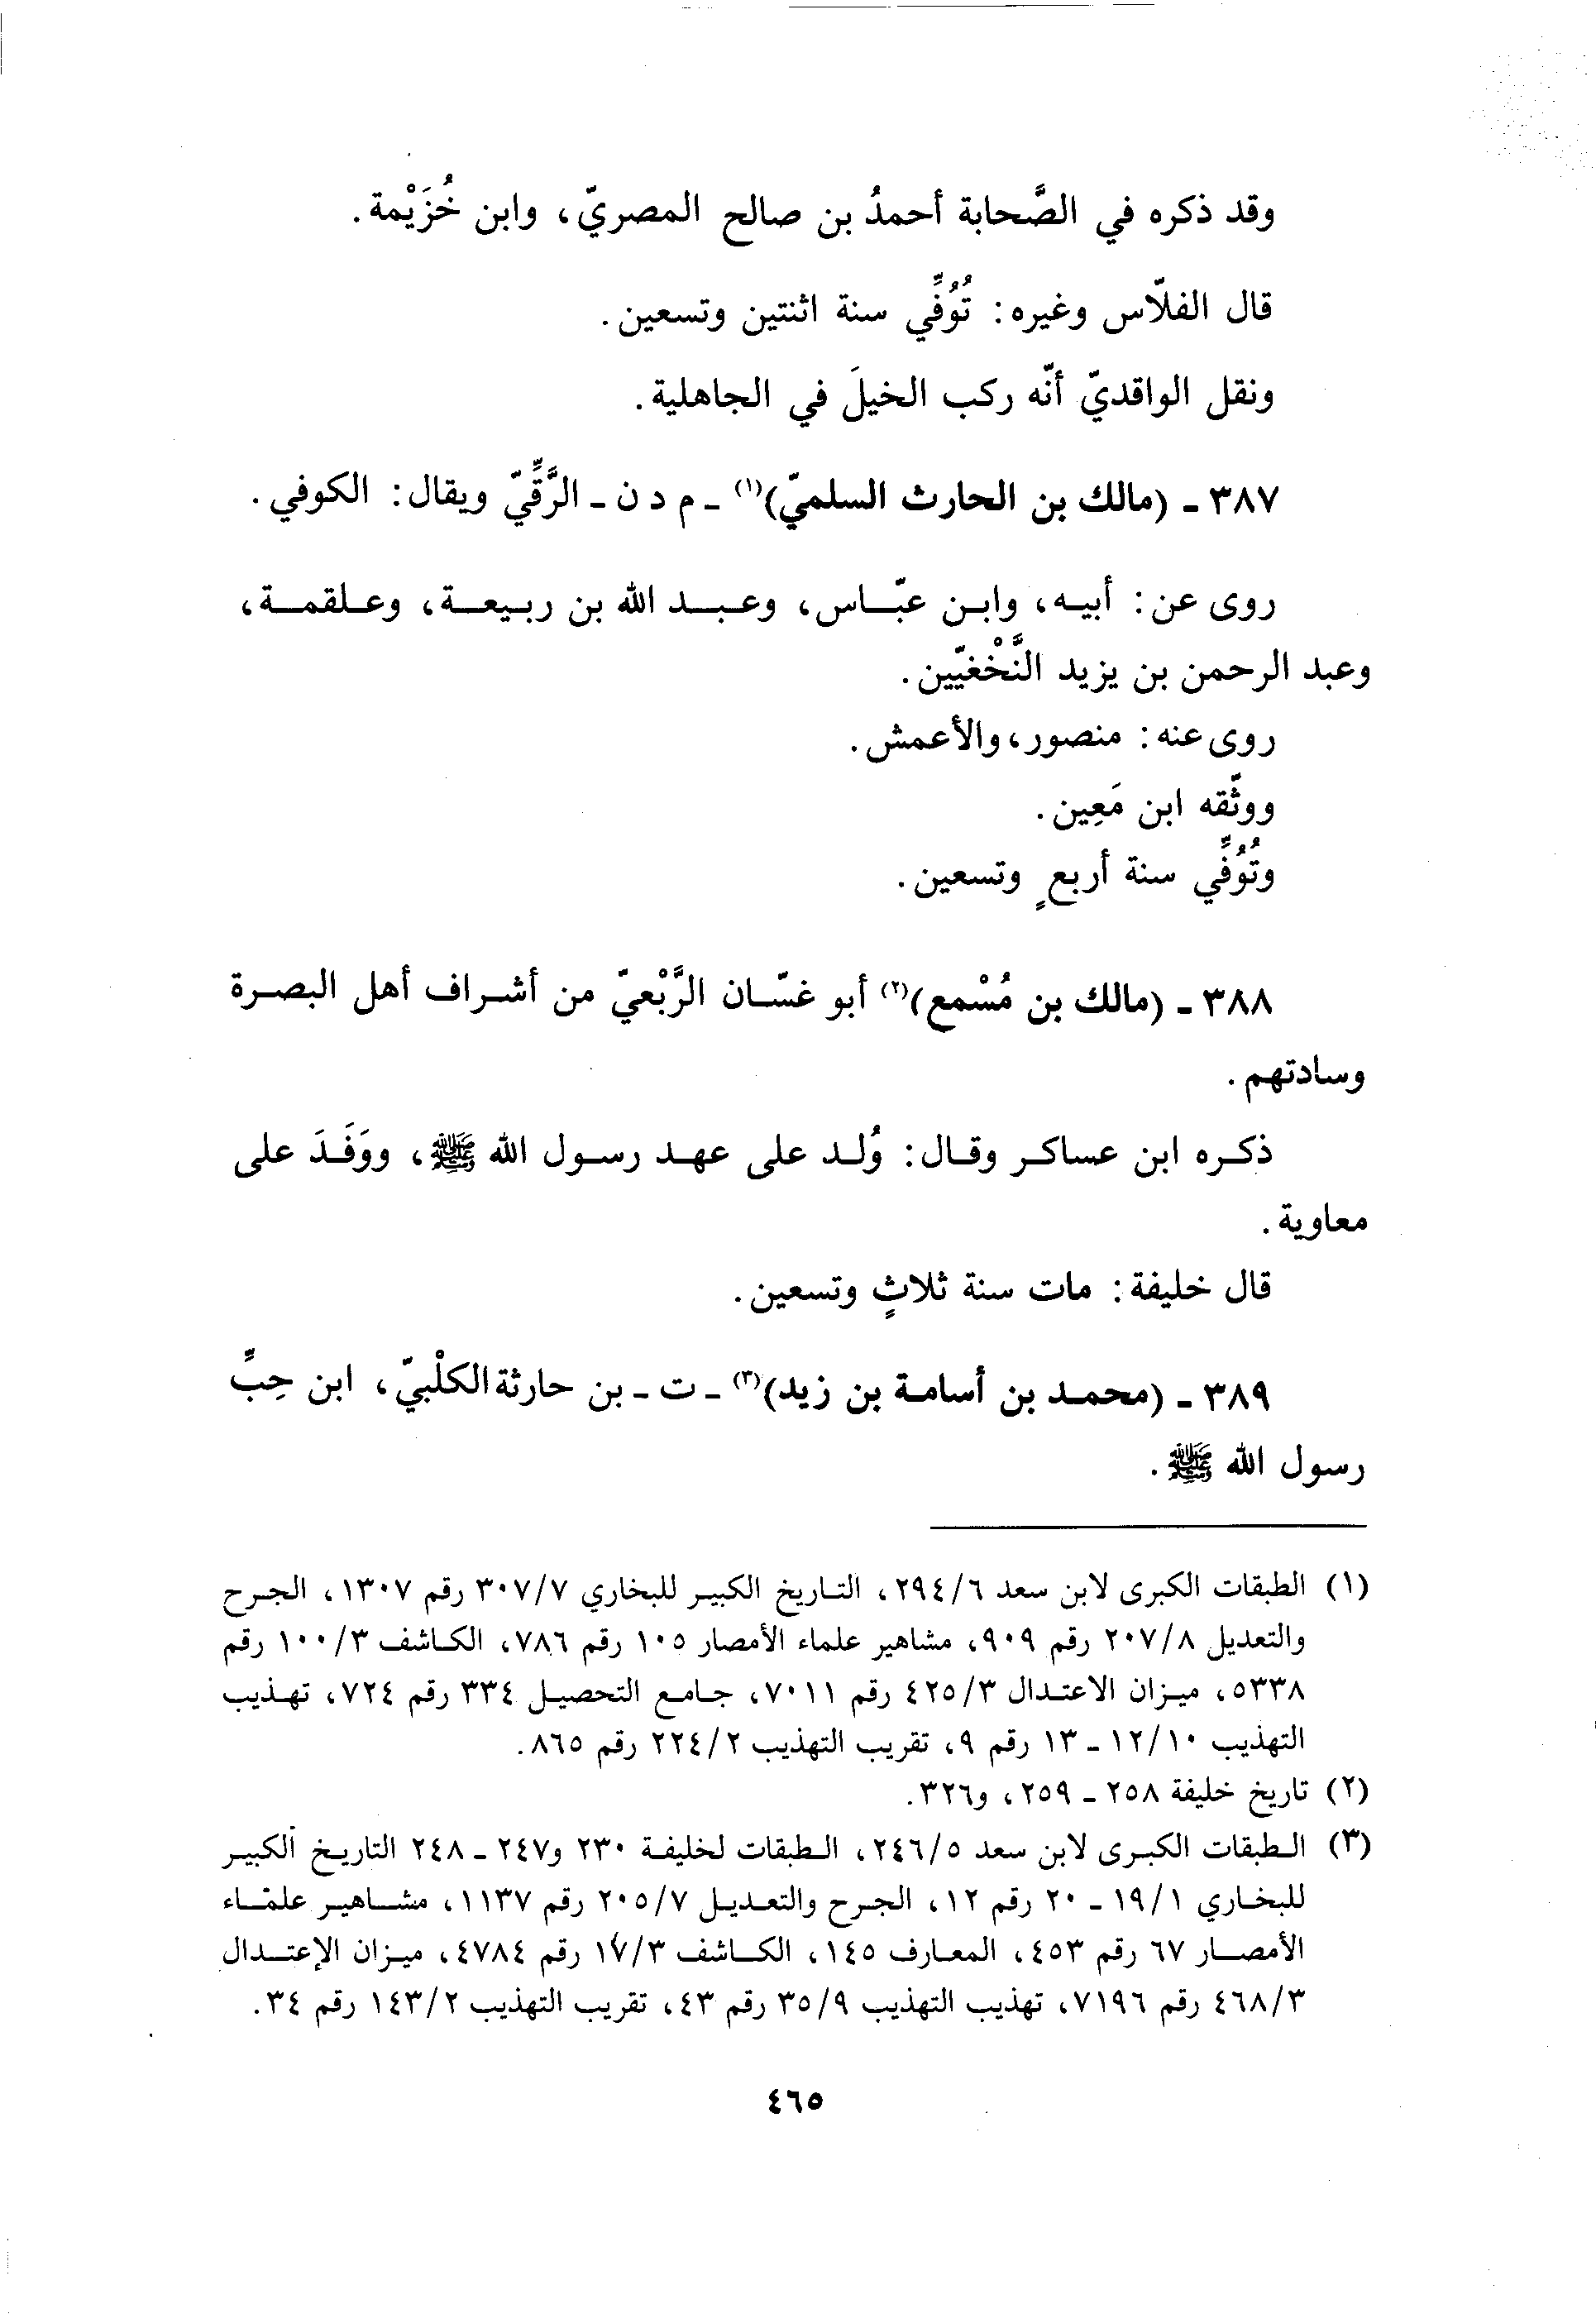 وقد ذكره في الصَّحابة أحمدُ بن صالح المصريّ، وابن خُزَيْمة.
قال الفلّاس وغيره: تُوُفِّي سنة اثنتين وتسعين.
ونقل الواقديّ أنّه ركب الخيلَ في الجاهلية.
٣٨٧ - (مالك بن الحارث السلميّ)(١) - م د ن - الرَّقِّيّ ويقال: الكوفي.
روى عن: أبيه، وابن عبّاس، وعبد الله بن ربيعة، وعلقمة،
وعبد الرحمن بن يزيد النَّخْغيّين.
روى عنه: منصور، والأعمش.
ووثّقه ابن مَعِين.
وتُوُفِّي سنة أربعٍ وتسعين.
٣٨٨ - (مالك بن مُسْمع)(٢) أبو غسّان الرَّبْعيّ من أشراف أهل البصرة
وسادتهم.
ذكره ابن عساكر وقال: وُلد على عهد رسول الله ﷺ، ووَفَدَ على
معاوية.
قال خليفة: مات سنة ثلاثٍ وتسعين.
٣٨٩ - (محمد بن أسامة بن زيد)(٣) - ت - بن حارثة الكلْبيّ، ابن حِبِّ
رسول الله ﷺ.
(١) الطبقات الكبرى لابن سعد ٢٩٤/٦، التاريخ الكبير للبخاري ٣٠٧/٧ رقم ١٣٠٧، الجرح
والتعديل ٢٠٧/٨ رقم ٩٠٩، مشاهير علماء الأمصار ١٠٥ رقم ٧٨٦، الكاشف ١٠٠/٣ رقم
٥٣٣٨، ميزان الاعتدال ٤٢٥/٣ رقم ٧٠١١، جامع التحصيل ٣٣٤ رقم ٧٢٤، تهذيب
التهذيب ١٢/١٠ - ١٣ رقم ٩، تقريب التهذيب ٢٢٤/٢ رقم ٨٦٥.
(٢) تاريخ خليفة ٢٥٨ - ٢٥٩، و٣٢٦.
(٣) الطبقات الكبرى لابن سعد ٢٤٦/٥، الطبقات لخليفة ٢٣٠ و٢٤٧ - ٢٤٨ التاريخ الكبير
للبخاري ١٩/١ - ٢٠ رقم ١٢، الجرح والتعديل ٢٠٥/٧ رقم ١١٣٧، مشاهير علماء
الأمصار ٦٧ رقم ٤٥٣، المعارف ١٤٥، الكاشف ١٧/٣ رقم ٤٧٨٤، ميزان الإعتدال
٤٦٨/٣ رقم ٧١٩٦، تهذيب التهذيب ٣٥/٩ رقم ٤٣، تقريب التهذيب ١٤٣/٢ رقم ٣٤.
٤٦٥